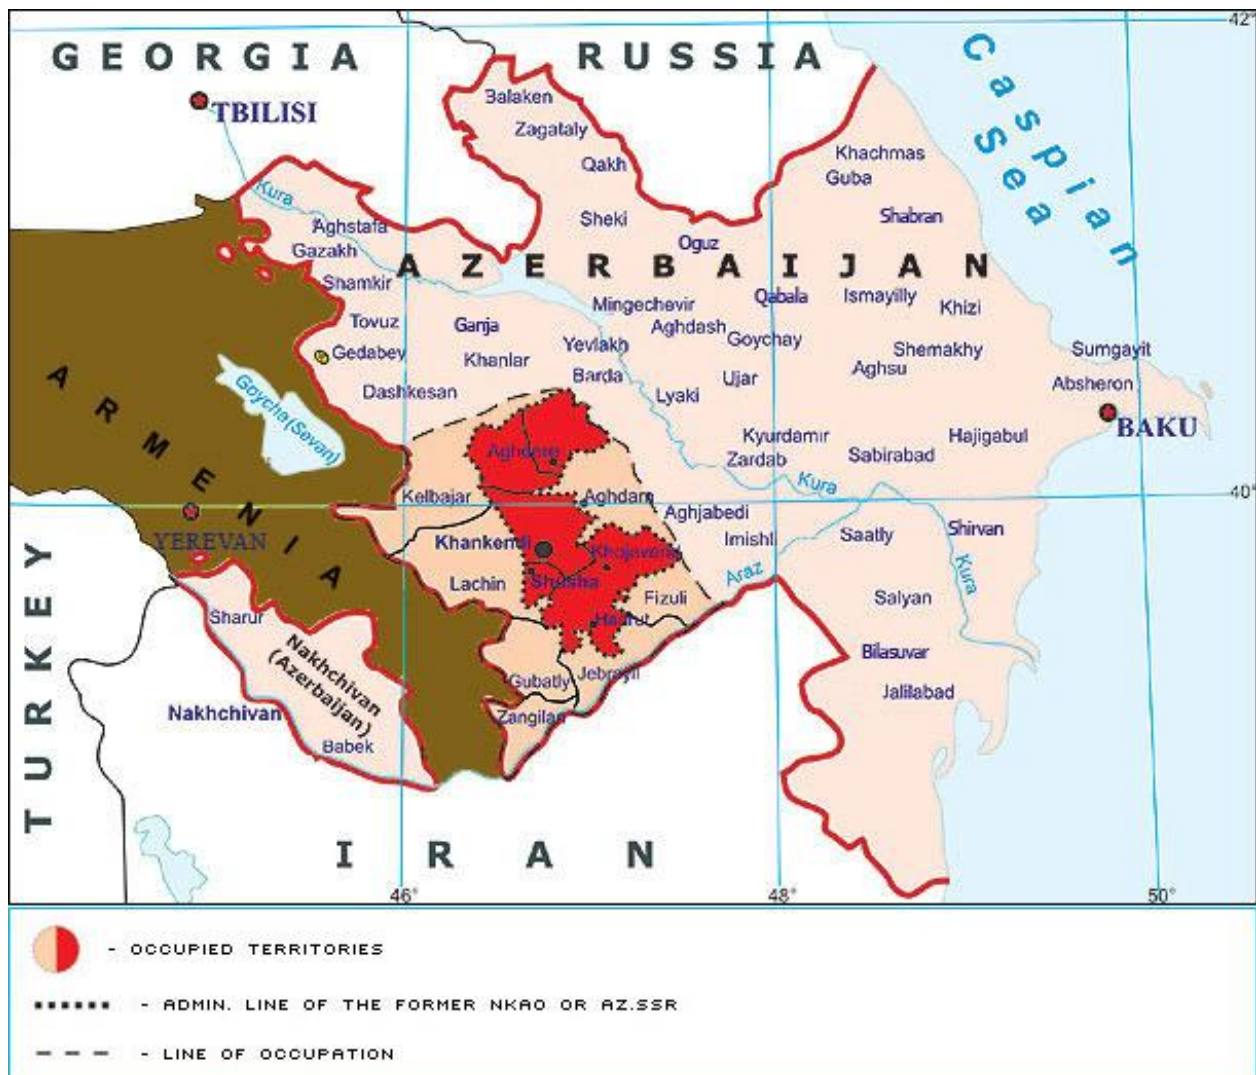 42°
GEORGIA
RUSSIA
Caspian
Sea
Balaken
TBILISI
Zagataly
Khachmas
Qakh
Guba
Kura
Shabran
Sheki
Aghstafa
Oguz
Gazakh
AZERBAIJAN
Shamkir
Qabala
Ismayilly
Mingechevir
Khizi
Tovuz
Ganja
Aghdash
Goychay
Yevlakh
Shemakhy
Sumgayit
Gedabey
Khanlar
Aghsu
Barda
Ujar
Absheron
Dashkesan
Lyaki
BAKU
ARMENIA
Goyche(Sevan)
Kyurdamir
Hajigabul
Aghdere
Zardab
Sabirabad
Kura
40°
Kelbajar
Aghdam
Aghjabedi
YEREVAN
Khankendi
Imishli
Saatly
Shirvan
Khojavend
Lachin
Shusha
Araz
Kura
Fizuli
Salyan
TURKEY
Sharur
Hadrut
Nakhchivan
(Azerbaijan)
Bilasuvar
Gubatly
Jebrayil
Jalilabad
Nakhchivan
Zangilan
Babek
IRAN
46°
48°
50°
- OCCUPIED TERRITORIES
- ADMIN. LINE OF THE FORMER NKAO OR AZ.SSR
- LINE OF OCCUPATION